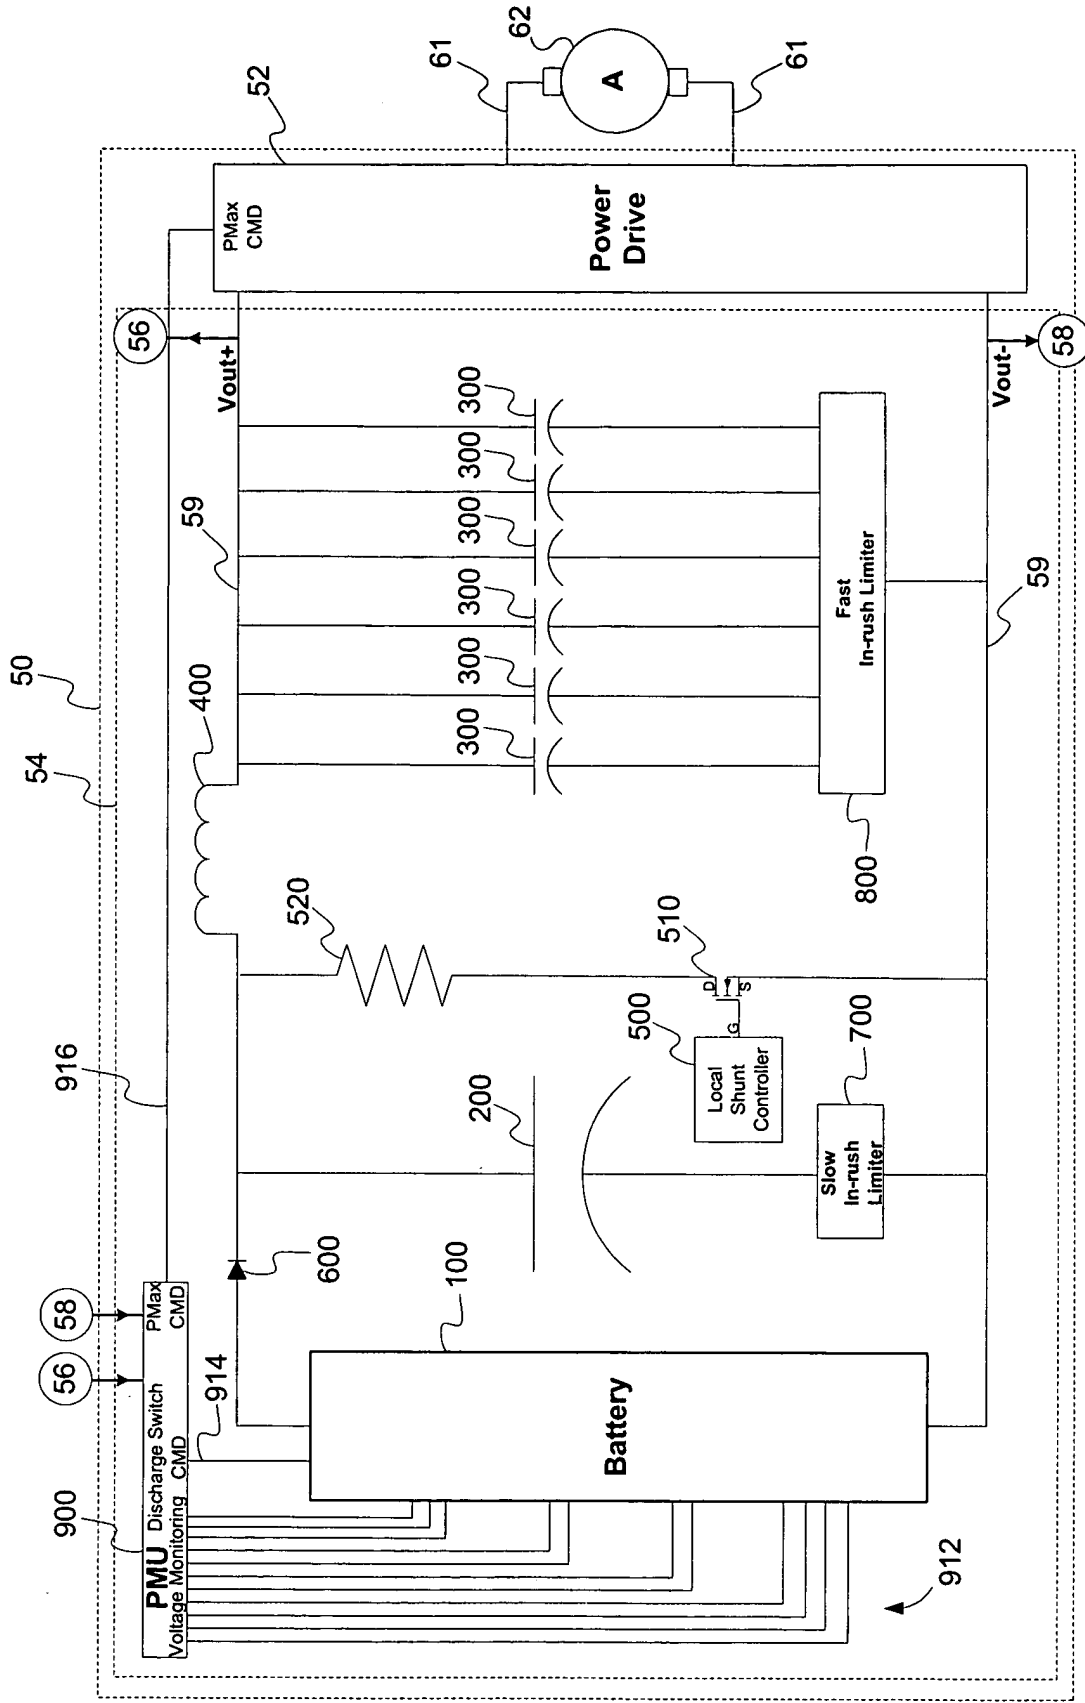 50
54
916
900
PMU
Voltage Monitoring
Discharge Switch
CMD
PMax
CMD
56
58
914
912
Battery
100
600
200
Slow
In-rush
Limiter
700
Local
Shunt
Controller
500
G
D
S
510
520
400
59
300
300
300
300
300
300
Fast
In-rush Limiter
800
59
Vout+
56
Vout-
58
PMax
CMD
Power
Drive
52
61
61
A
62